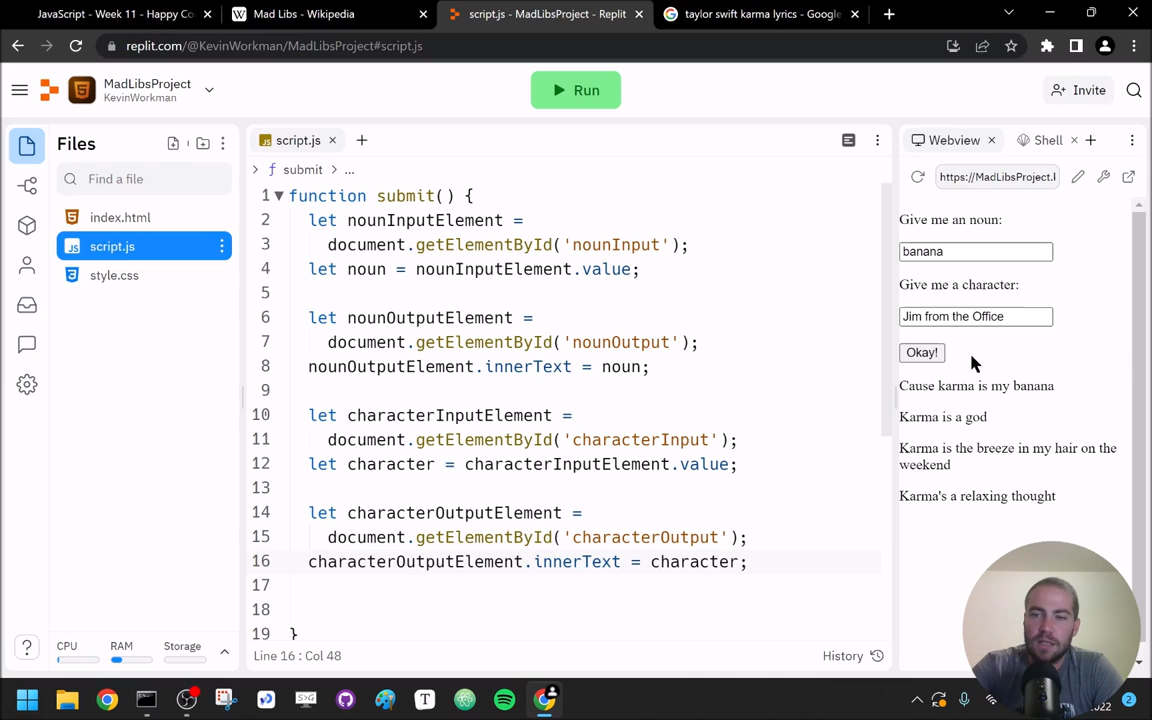 JavaScript - Week 11 - Happy Co
Mad Libs - Wikipedia
script.js - MadLibsProject - Replit
taylor swift karma lyrics - Google
replit.com/@KevinWorkman/MadLibsProject#script.js
MadLibsProject
KevinWorkman
Run
Invite
Files
script.js
Webview
Shell
submit
...
https://MadLibsProject.
Find a file
index.html
script.js
style.css
1 function submit() {
2 let nounInputElement =
3 document.getElementById('nounInput');
4 let noun = nounInputElement.value;
5
6 let nounOutputElement =
7 document.getElementById('nounOutput');
8 nounOutputElement.innerText = noun;
9
10 let characterInputElement =
11 document.getElementById('characterInput');
12 let character = characterInputElement.value;
13
14 let characterOutputElement =
15 document.getElementById('characterOutput');
16 characterOutputElement.innerText = character;
17
18
19 }
Give me an noun:
banana
Give me a character:
Jim from the Office
Okay!
Cause karma is my banana
Karma is a god
Karma is the breeze in my hair on the
weekend
Karma's a relaxing thought
CPU
RAM
Storage
Line 16 : Col 48
History
2022
2